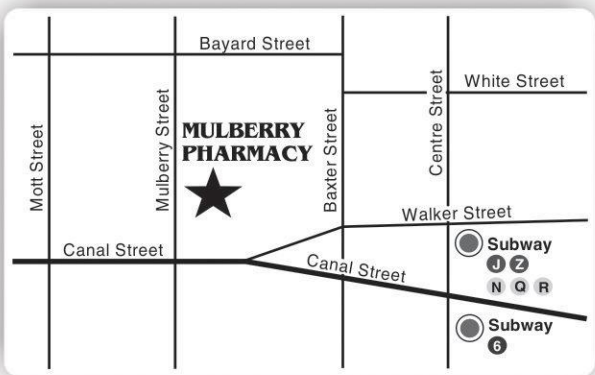 Bayard Street
White Street
Mott Street
Mulberry Street
MULBERRY
PHARMACY
Baxter Street
Centre Street
Walker Street
Canal Street
Canal Street
Subway
J Z
N Q R
Subway
6